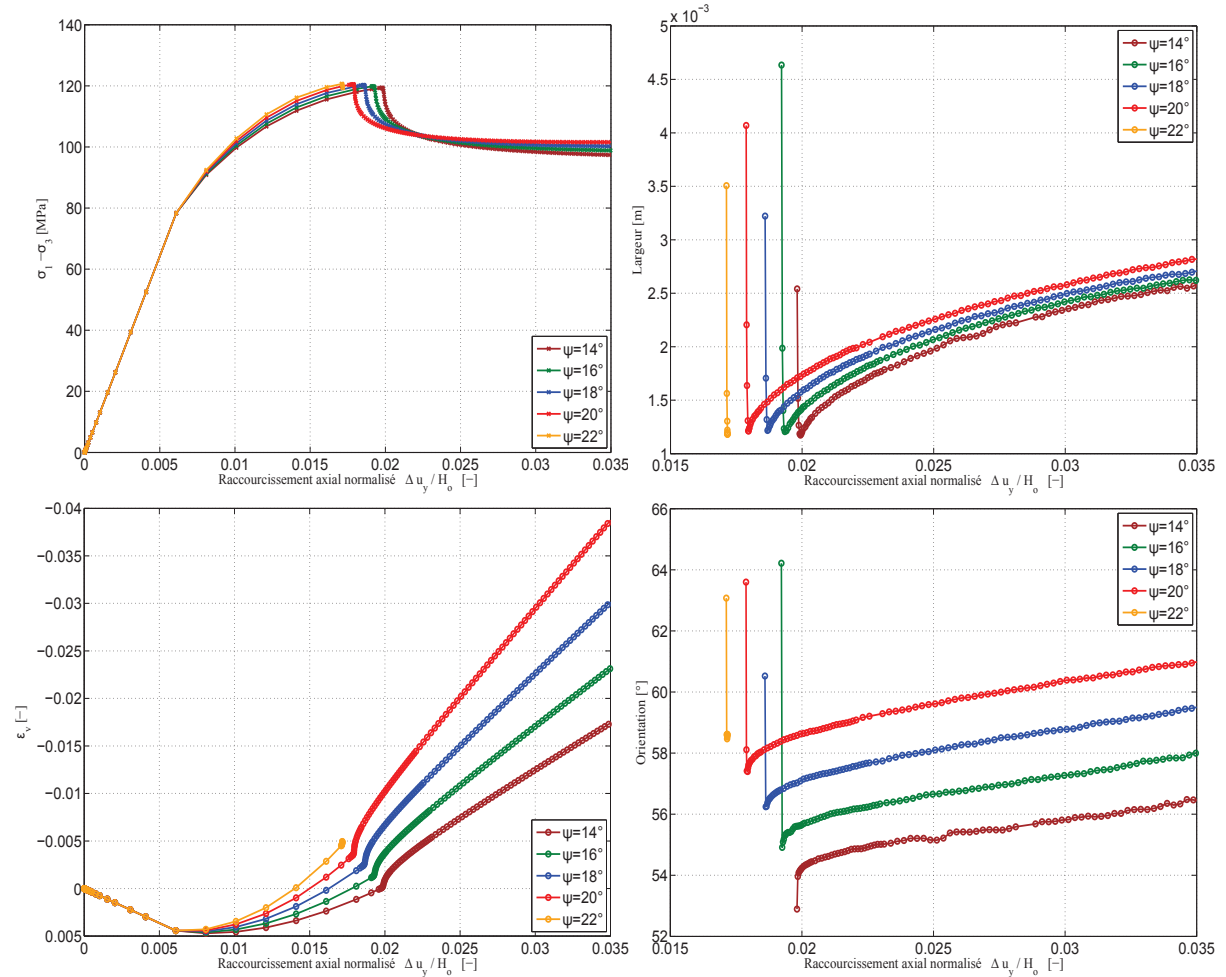 140
120
100
80
60
40
20
0
σ1 −σ3 [MPa]
0 0.005 0.01 0.015 0.02 0.025 0.03 0.035
Raccourcissement axial normalisé Δ uy / Ho [−]
ψ=14°
ψ=16°
ψ=18°
ψ=20°
ψ=22°
x 10−3
5
4.5
4
3.5
3
2.5
2
1.5
1
Largeur [m]
0.015 0.02 0.025 0.03 0.035
Raccourcissement axial normalisé Δ uy / Ho [−]
ψ=14°
ψ=16°
ψ=18°
ψ=20°
ψ=22°
−0.04
−0.03
−0.02
−0.015
−0.01
−0.005
0
0.005
εv [−]
0 0.005 0.01 0.015 0.02 0.025 0.03 0.035
Raccourcissement axial normalisé Δ uy / Ho [−]
ψ=14°
ψ=16°
ψ=18°
ψ=20°
ψ=22°
66
64
62
60
58
56
54
52
Orientation [°]
0.015 0.02 0.025 0.03 0.035
Raccourcissement axial normalisé Δ uy / Ho [−]
ψ=14°
ψ=16°
ψ=18°
ψ=20°
ψ=22°